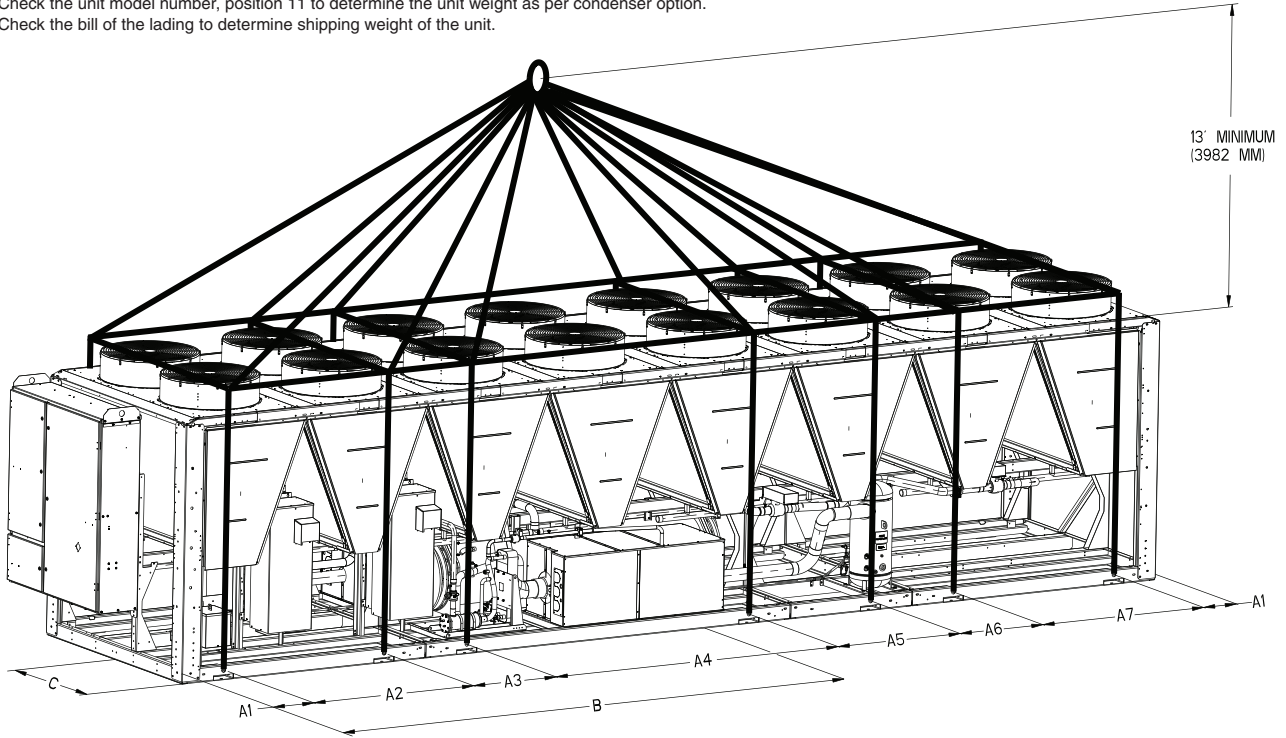 Check the unit model number, position 11 to determine the unit weight as per condenser option.
Check the bill of the lading to determine shipping weight of the unit.
13' MINIMUM
(3982 MM)
A1
A7
A6
A5
A4
A3
A2
A1
B
C